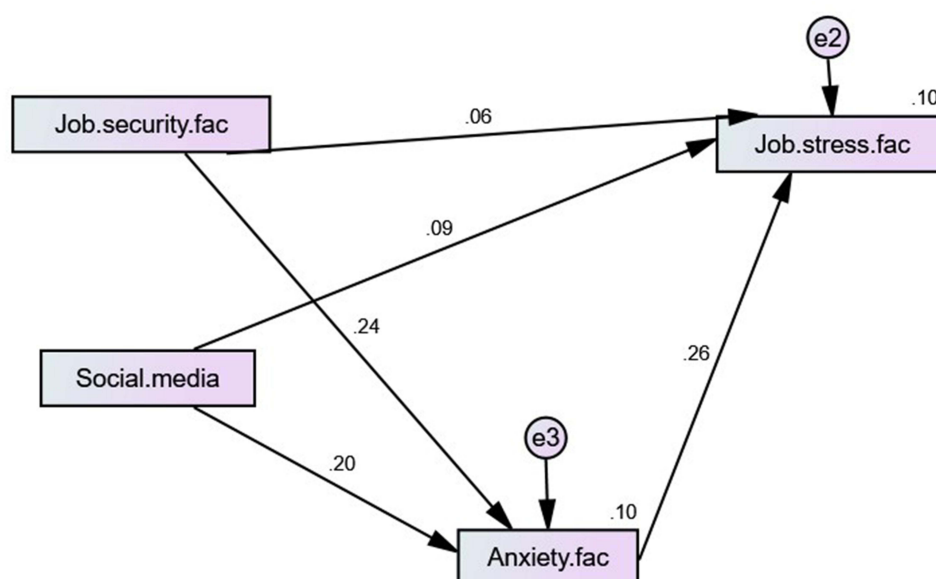 e2
.10
Job.security.fac
.06
Job.stress.fac
.09
.24
.26
Social.media
e3
.20
.10
Anxiety.fac